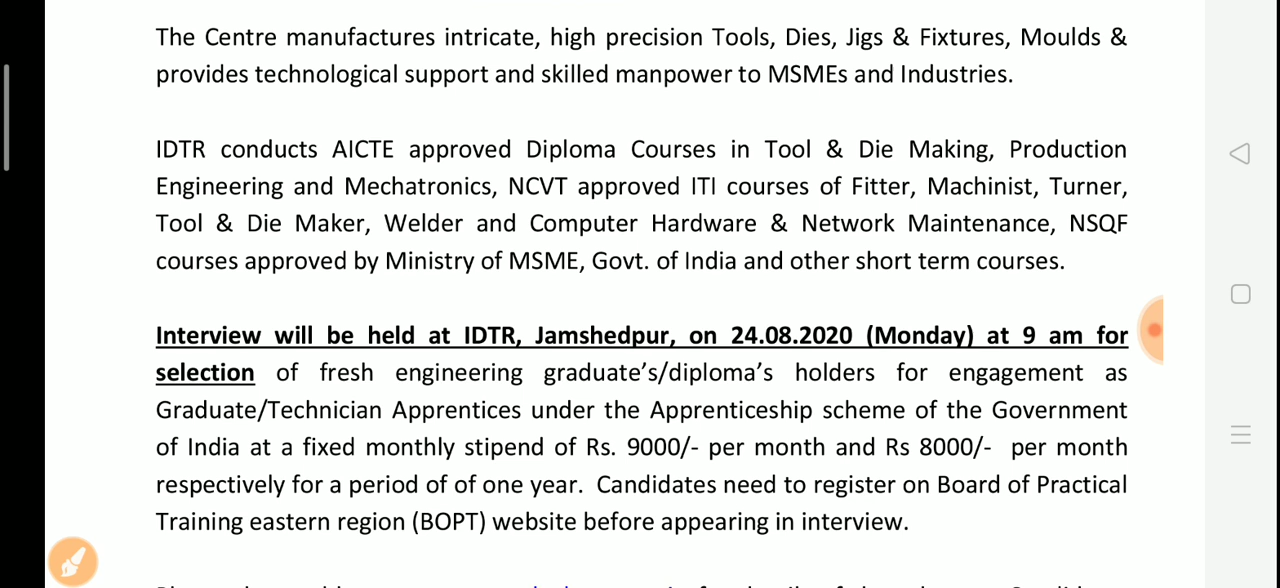 The Centre manufactures intricate, high precision Tools, Dies, Jigs & Fixtures, Moulds &
provides technological support and skilled manpower to MSMEs and Industries.
IDTR conducts AICTE approved Diploma Courses in Tool & Die Making, Production
Engineering and Mechatronics, NCVT approved ITI courses of Fitter, Machinist, Turner,
Tool & Die Maker, Welder and Computer Hardware & Network Maintenance, NSQF
courses approved by Ministry of MSME, Govt. of India and other short term courses.
Interview will be held at IDTR, Jamshedpur, on 24.08.2020 (Monday) at 9 am for
selection of fresh engineering graduate’s/diploma’s holders for engagement as
Graduate/Technician Apprentices under the Apprenticeship scheme of the Government
of India at a fixed monthly stipend of Rs. 9000/- per month and Rs 8000/- per month
respectively for a period of of one year. Candidates need to register on Board of Practical
Training eastern region (BOPT) website before appearing in interview.